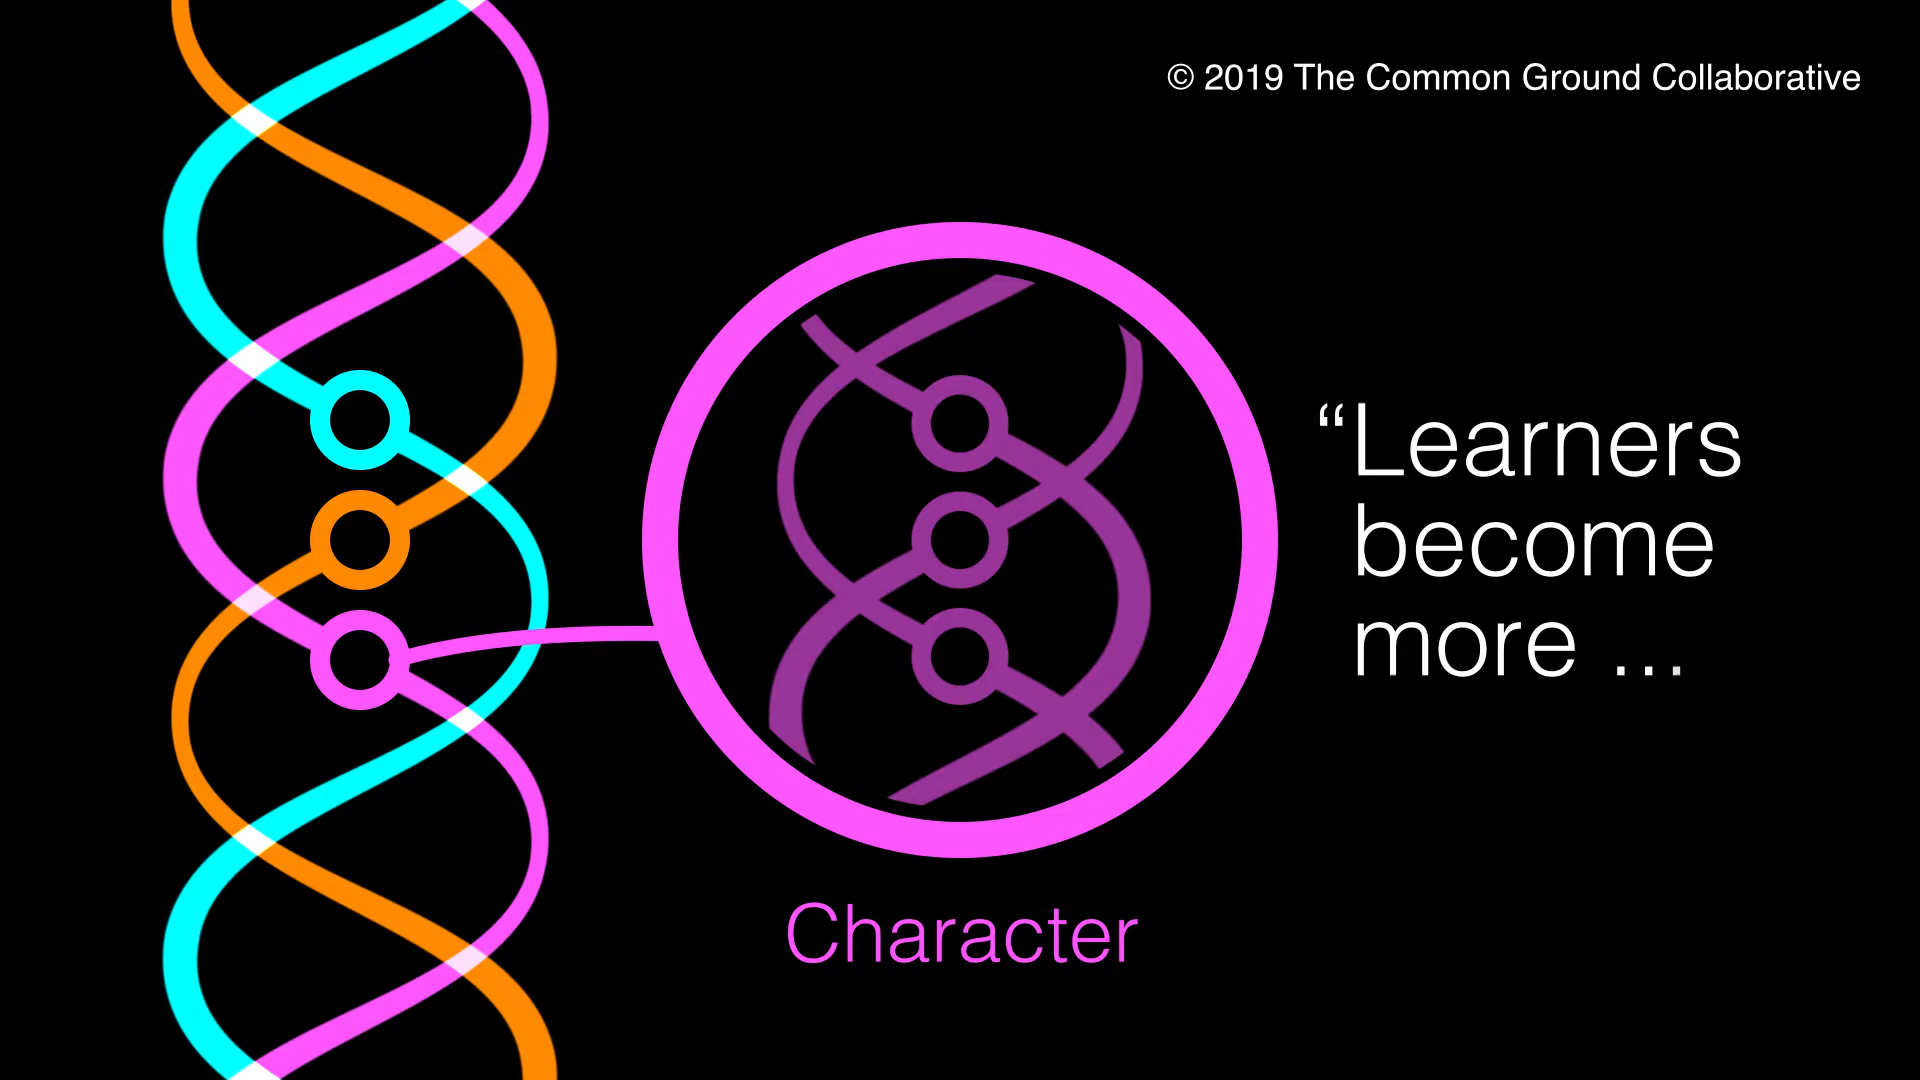 © 2019 The Common Ground Collaborative
“Learners
become
more ...
Character